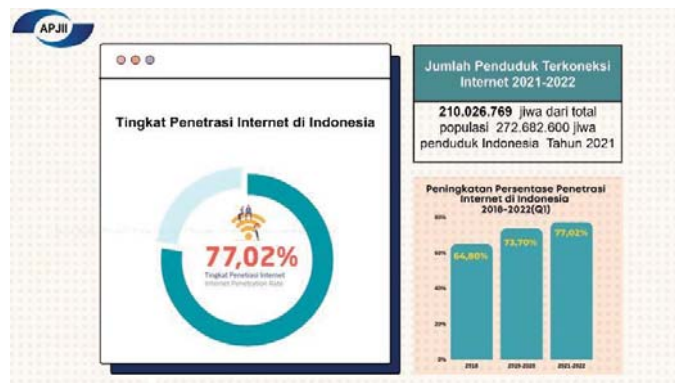 APJII
Tingkat Penetrasi Internet di Indonesia
77,02%
Tingkat Penetrasi Internet
Internet Penetration Rate
Jumlah Penduduk Terkoneksi
Internet 2021-2022
210.026.769 jiwa dari total
populasi 272.682.600 jiwa
penduduk Indonesia Tahun 2021
Peningkatan Persentase Penetrasi
Internet di Indonesia
2018-2022(Q1)
80%
60%
40%
20%
0%
64,80%
73,70%
77,02%
2018
2019-2020
2021-2022